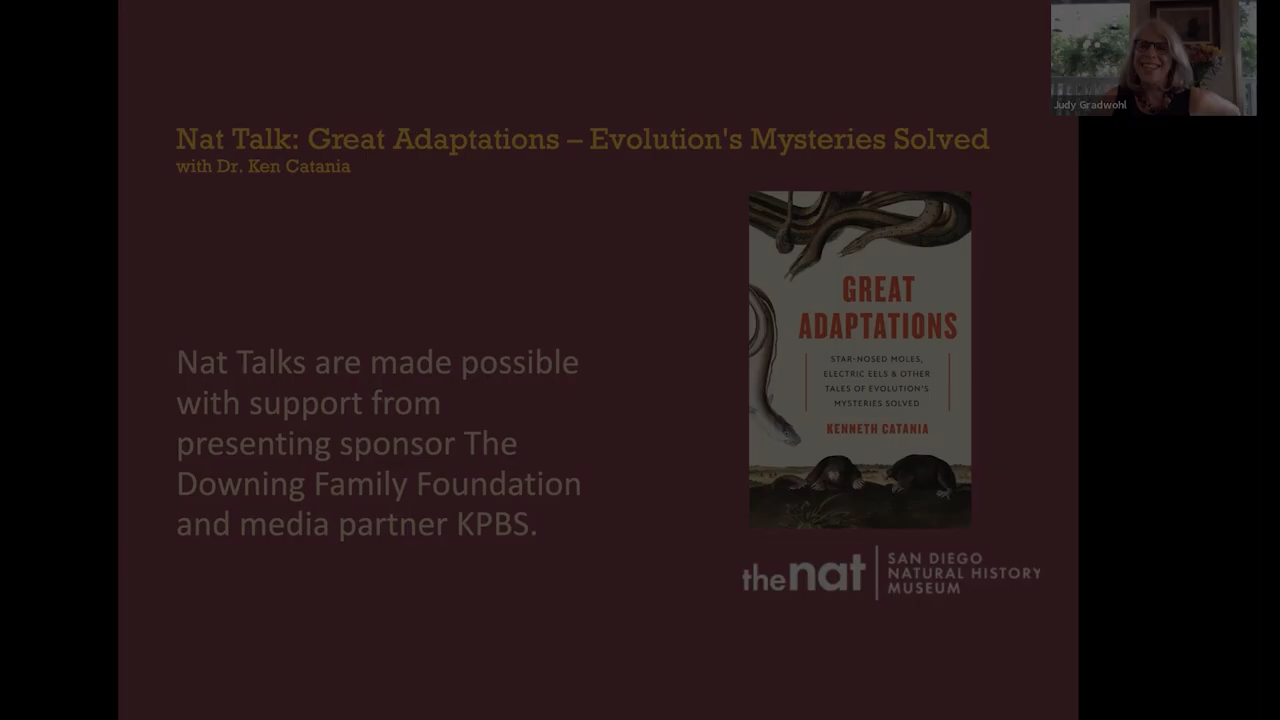 Judy Gradwohl
Nat Talk: Great Adaptations – Evolution's Mysteries Solved
with Dr. Ken Catania
Nat Talks are made possible
with support from
presenting sponsor The
Downing Family Foundation
and media partner KPBS.
GREAT
ADAPTATIONS
STAR-NOSED MOLES,
ELECTRIC EELS & OTHER
TALES OF EVOLUTION'S
MYSTERIES SOLVED
KENNETH CATANIA
the nat
SAN DIEGO
NATURAL HISTORY
MUSEUM